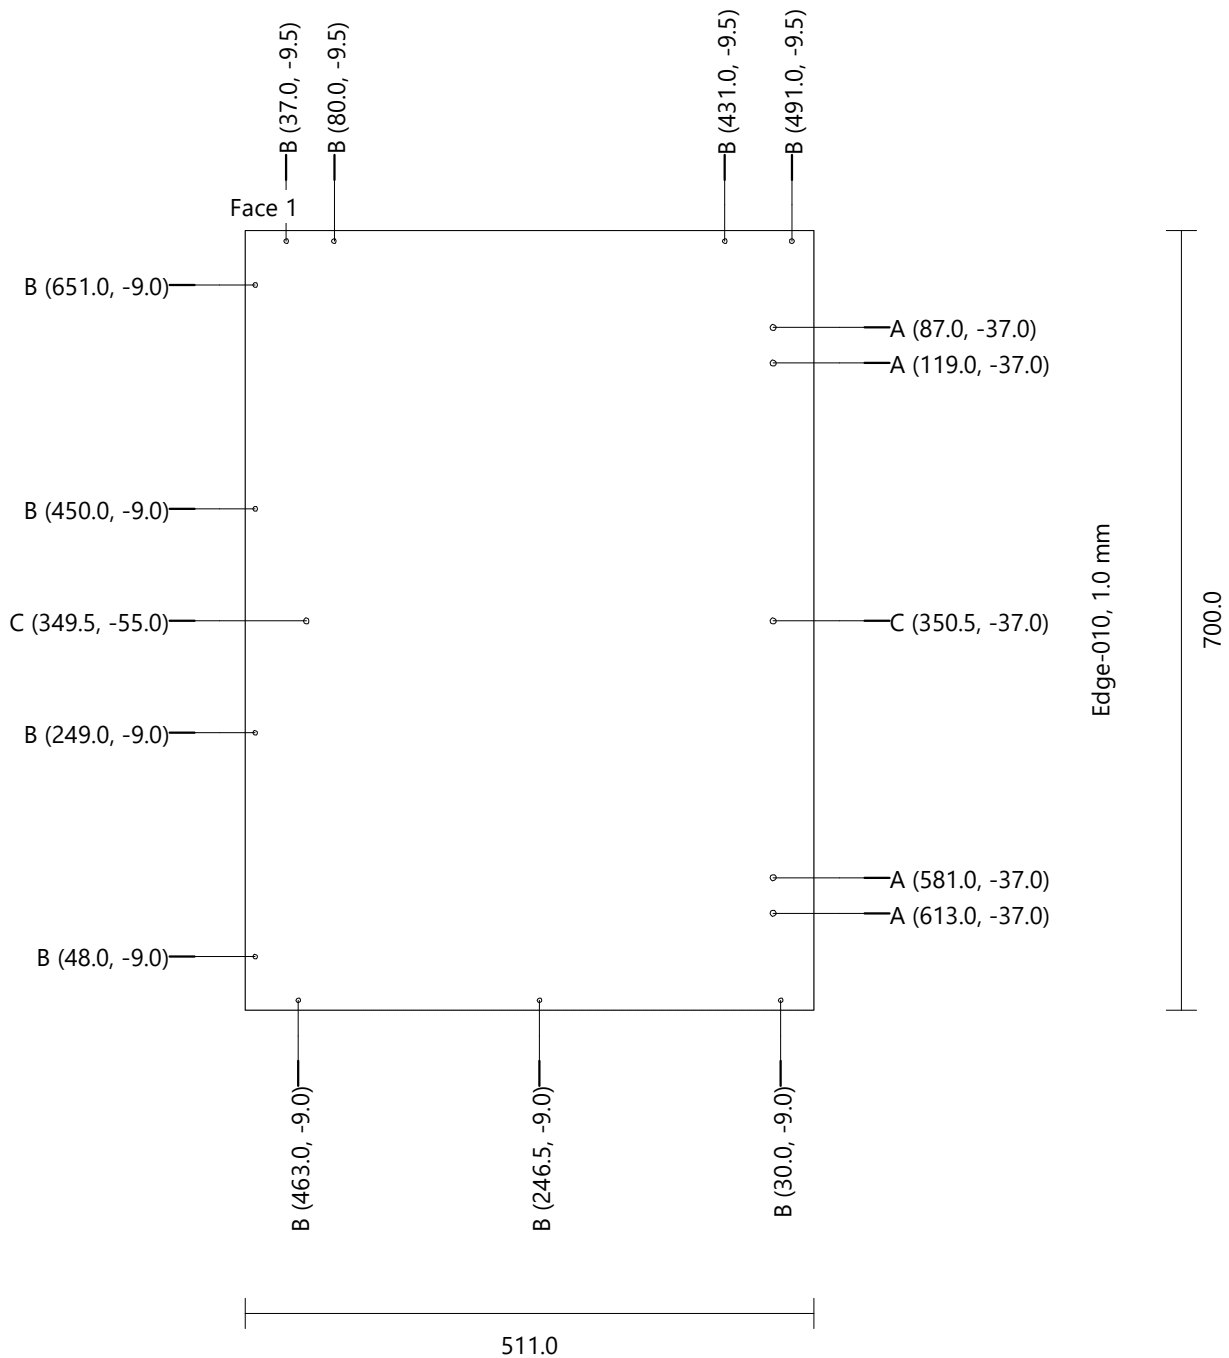 B (37.0, -9.5)
B (80.0, -9.5)
B (431.0, -9.5)
B (491.0, -9.5)
Face 1
B (651.0, -9.0)
A (87.0, -37.0)
A (119.0, -37.0)
B (450.0, -9.0)
Edge-010, 1.0 mm
700.0
C (349.5, -55.0)
C (350.5, -37.0)
B (249.0, -9.0)
A (581.0, -37.0)
A (613.0, -37.0)
B (48.0, -9.0)
B (463.0, -9.0)
B (246.5, -9.0)
B (30.0, -9.0)
511.0